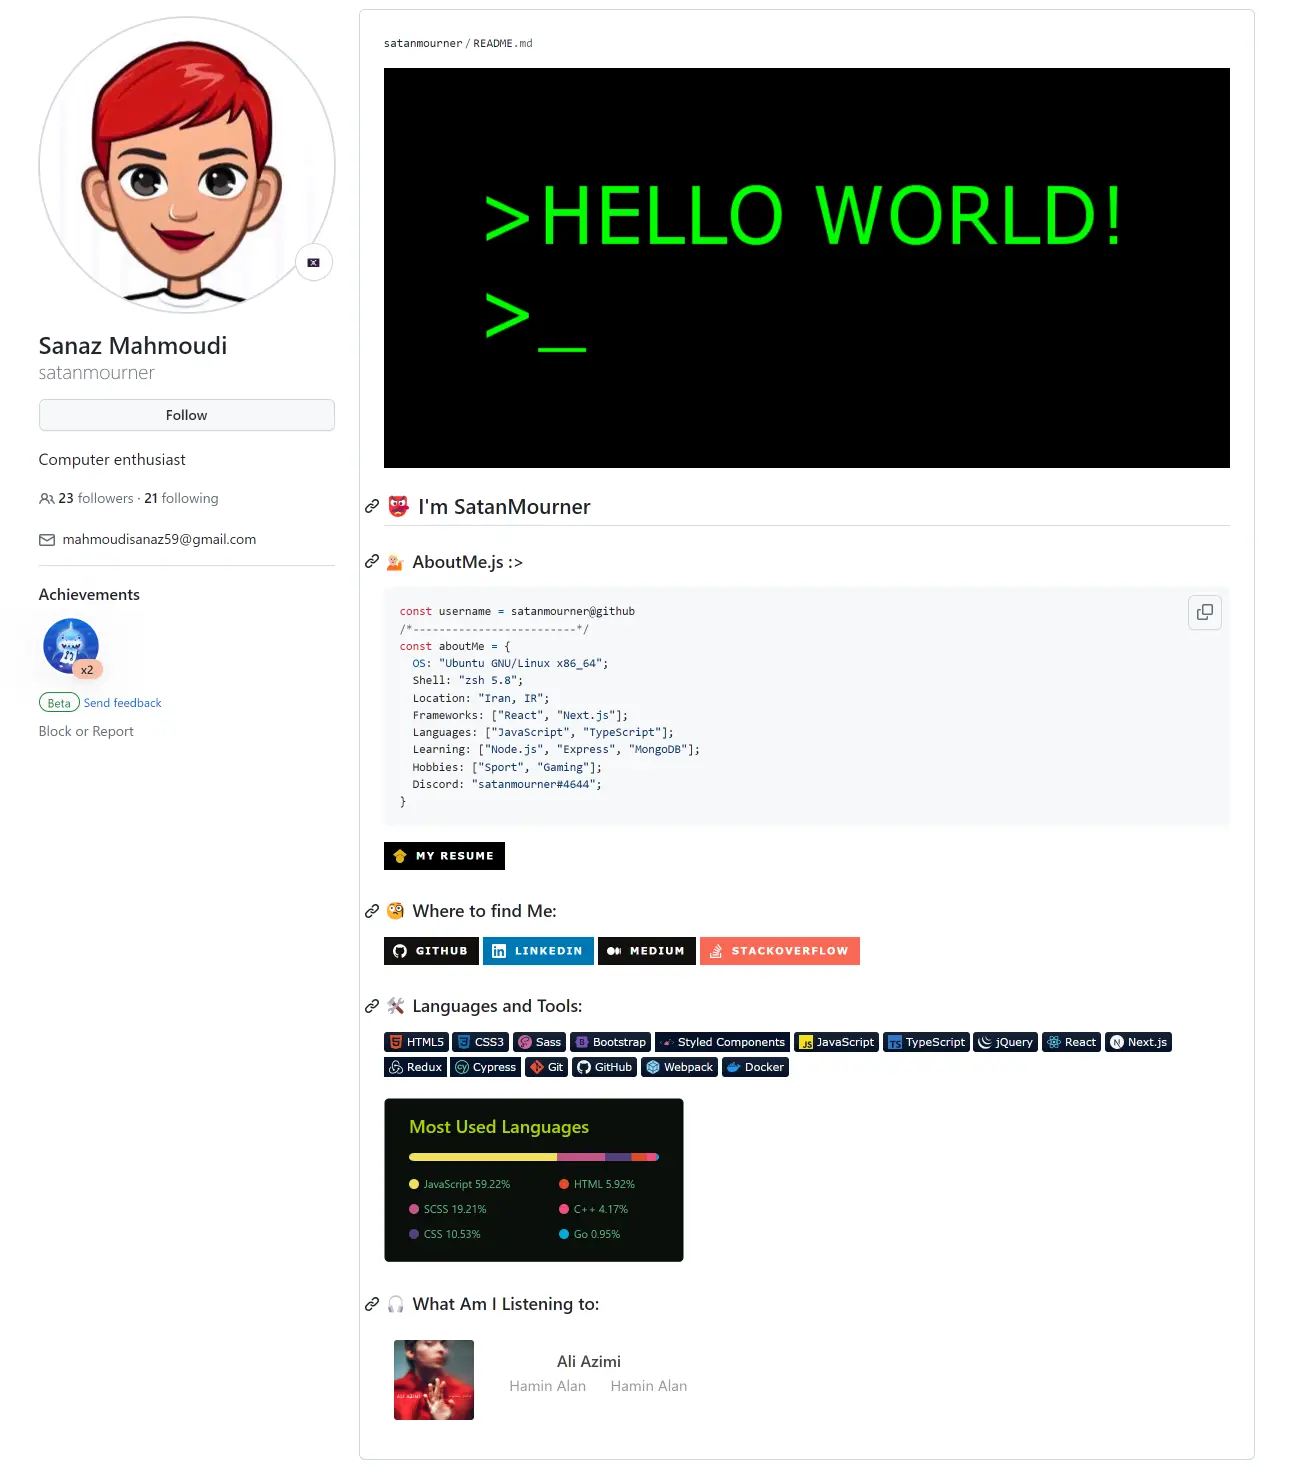 Sanaz Mahmoudi
satanmourner
Follow
Computer enthusiast
23 followers · 21 following
mahmoudisanaz59@gmail.com
Achievements
x2
Beta Send feedback
Block or Report
satanmourner / README.md
>HELLO WORLD!
>_
I'm SatanMourner
AboutMe.js :>
const username = satanmourner@github
/*-------------------------*/
const aboutMe = {
OS: "Ubuntu GNU/Linux x86_64";
Shell: "zsh 5.8";
Location: "Iran, IR";
Frameworks: ["React", "Next.js"];
Languages: ["JavaScript", "TypeScript"];
Learning: ["Node.js", "Express", "MongoDB"];
Hobbies: ["Sport", "Gaming"];
Discord: "satanmourner#4644";
}
MY RESUME
Where to find Me:
GITHUB LINKEDIN MEDIUM STACKOVERFLOW
Languages and Tools:
HTML5 CSS3 Sass Bootstrap Styled Components JavaScript TypeScript jQuery React Next.js
Redux Cypress Git GitHub Webpack Docker
Most Used Languages
JavaScript 59.22% HTML 5.92%
SCSS 19.21% C++ 4.17%
CSS 10.53% Go 0.95%
What Am I Listening to:
ALI AZIMI
Ali Azimi
Hamin Alan Hamin Alan